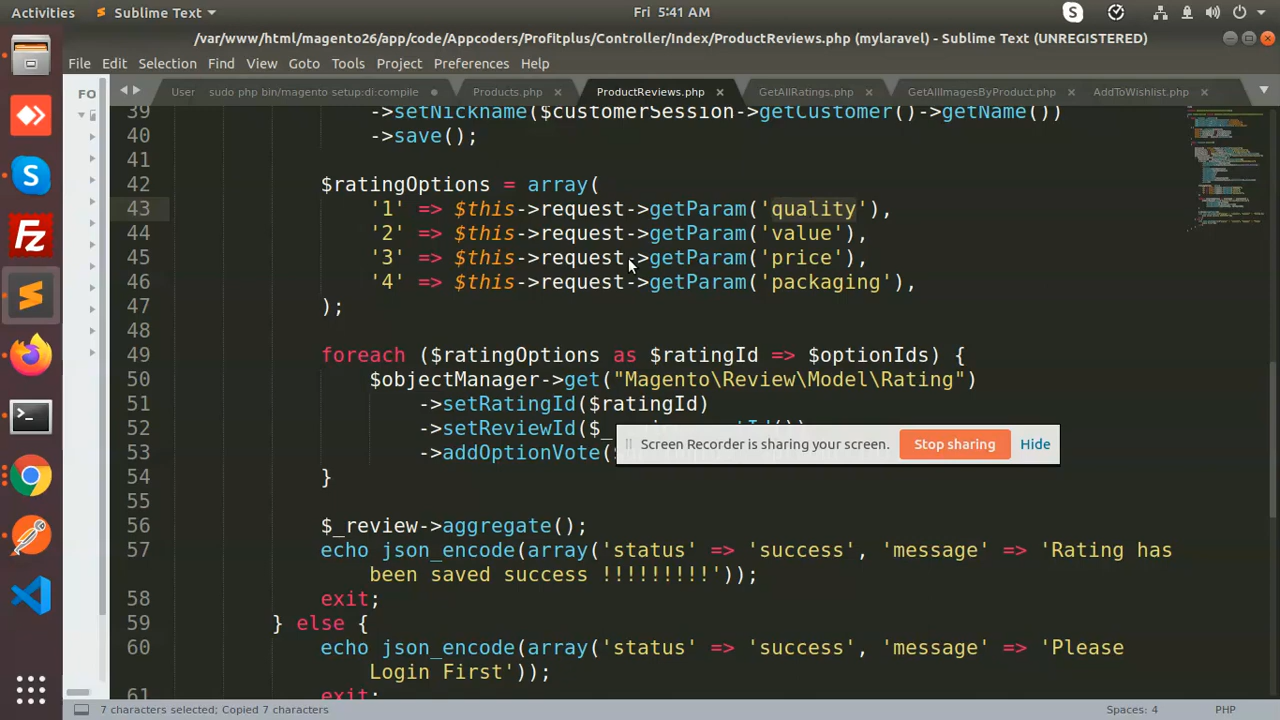 Activities Sublime Text Fri 5:41 AM
/var/www/html/magento26/app/code/Appcoders/Profitplus/Controller/Index/ProductReviews.php (mylaravel) - Sublime Text (UNREGISTERED)
File Edit Selection Find View Goto Tools Project Preferences Help
FO
User sudo php bin/magento setup:di:compile Products.php × ProductReviews.php × GetAllRatings.php × GetAllImagesByProduct.php × AddToWishlist.php ×
39 ->setNickname($customerSession->getCustomer()->getName())
40 ->save();
41
42 $ratingOptions = array(
43 '1' => $this->request->getParam('quality'),
44 '2' => $this->request->getParam('value'),
45 '3' => $this->request->getParam('price'),
46 '4' => $this->request->getParam('packaging'),
47 );
48
49 foreach ($ratingOptions as $ratingId => $optionIds) {
50 $objectManager->get("Magento\Review\Model\Rating")
51 ->setRatingId($ratingId)
52 ->setReviewId($_
Screen Recorder is sharing your screen. Stop sharing Hide
53 ->addOptionVote(
54 }
55
56 $_review->aggregate();
57 echo json_encode(array('status' => 'success', 'message' => 'Rating has
been saved success !!!!!!!!!'));
58 exit;
59 } else {
60 echo json_encode(array('status' => 'success', 'message' => 'Please
Login First'));
61 exit;
7 characters selected; Copied 7 characters Spaces: 4 PHP